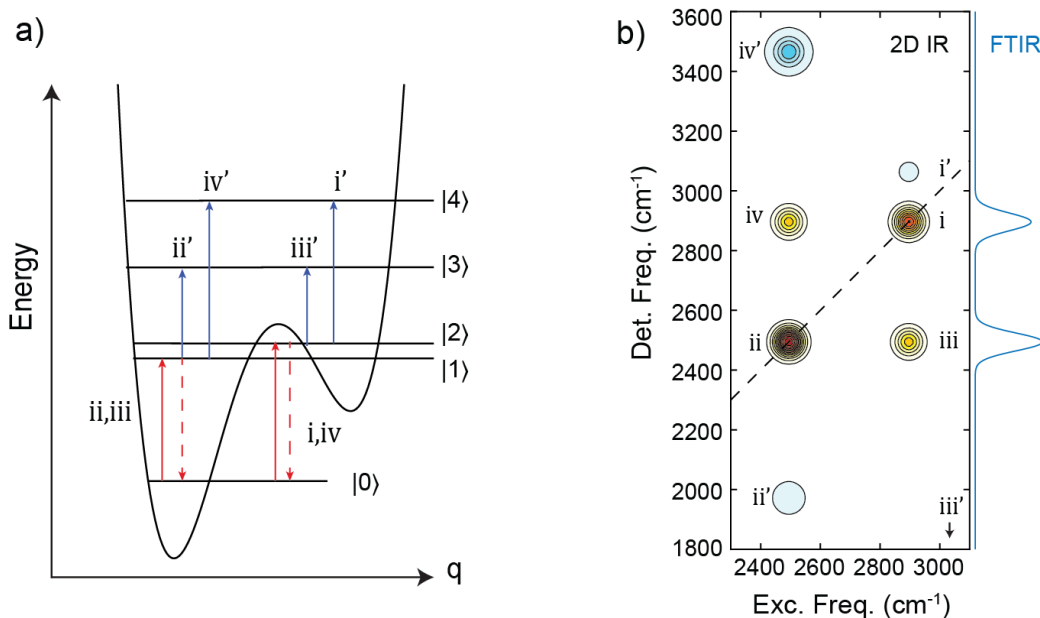 a)
Energy
iv'
i'
ii'
iii'
|4⟩
|3⟩
|2⟩
|1⟩
ii,iii
i,iv
|0⟩
q
b)
2D IR
FTIR
Det. Freq. (cm⁻¹)
3600
3400
3200
3000
2800
2600
2400
2200
2000
1800
iv'
i'
iv
i
ii
iii
ii'
iii'
2400 2600 2800 3000
Exc. Freq. (cm⁻¹)